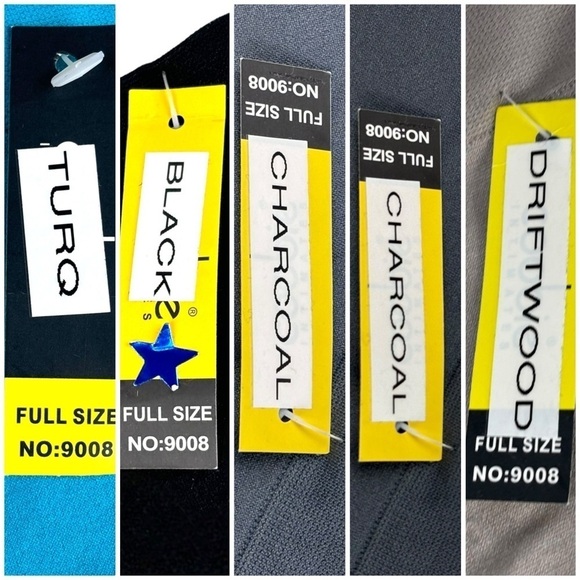 TURQ
FULL SIZE
NO:9008
BLACK
S
®
FULL SIZE
NO:9008
NO:9008
FULL SIZE
CHARCOAL
NO:9008
FULL SIZE
CHARCOAL
DRIFTWOOD
FULL SIZE
NO:9008